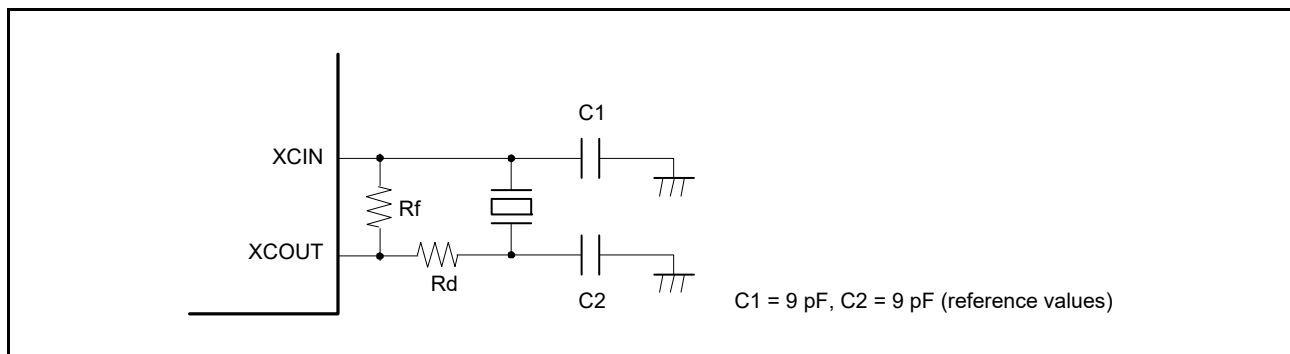 C1
XCIN
Rf
XCOUT
Rd
C2
C1 = 9 pF, C2 = 9 pF (reference values)